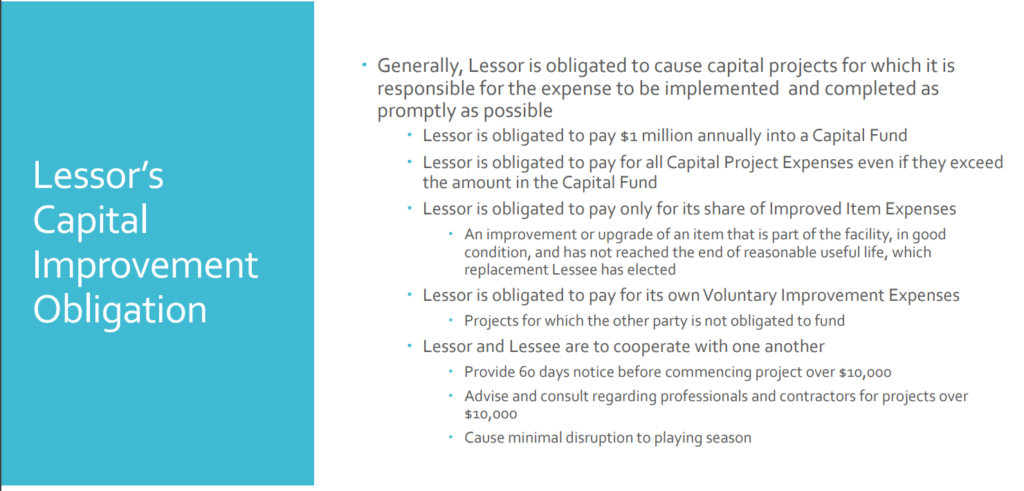 Lessor's
Capital
Improvement
Obligation
• Generally, Lessor is obligated to cause capital projects for which it is
responsible for the expense to be implemented and completed as
promptly as possible
• Lessor is obligated to pay $1 million annually into a Capital Fund
• Lessor is obligated to pay for all Capital Project Expenses even if they exceed
the amount in the Capital Fund
• Lessor is obligated to pay only for its share of Improved Item Expenses
• An improvement or upgrade of an item that is part of the facility, in good
condition, and has not reached the end of reasonable useful life, which
replacement Lessee has elected
• Lessor is obligated to pay for its own Voluntary Improvement Expenses
• Projects for which the other party is not obligated to fund
• Lessor and Lessee are to cooperate with one another
• Provide 60 days notice before commencing project over $10,000
• Advise and consult regarding professionals and contractors for projects over
$10,000
• Cause minimal disruption to playing season